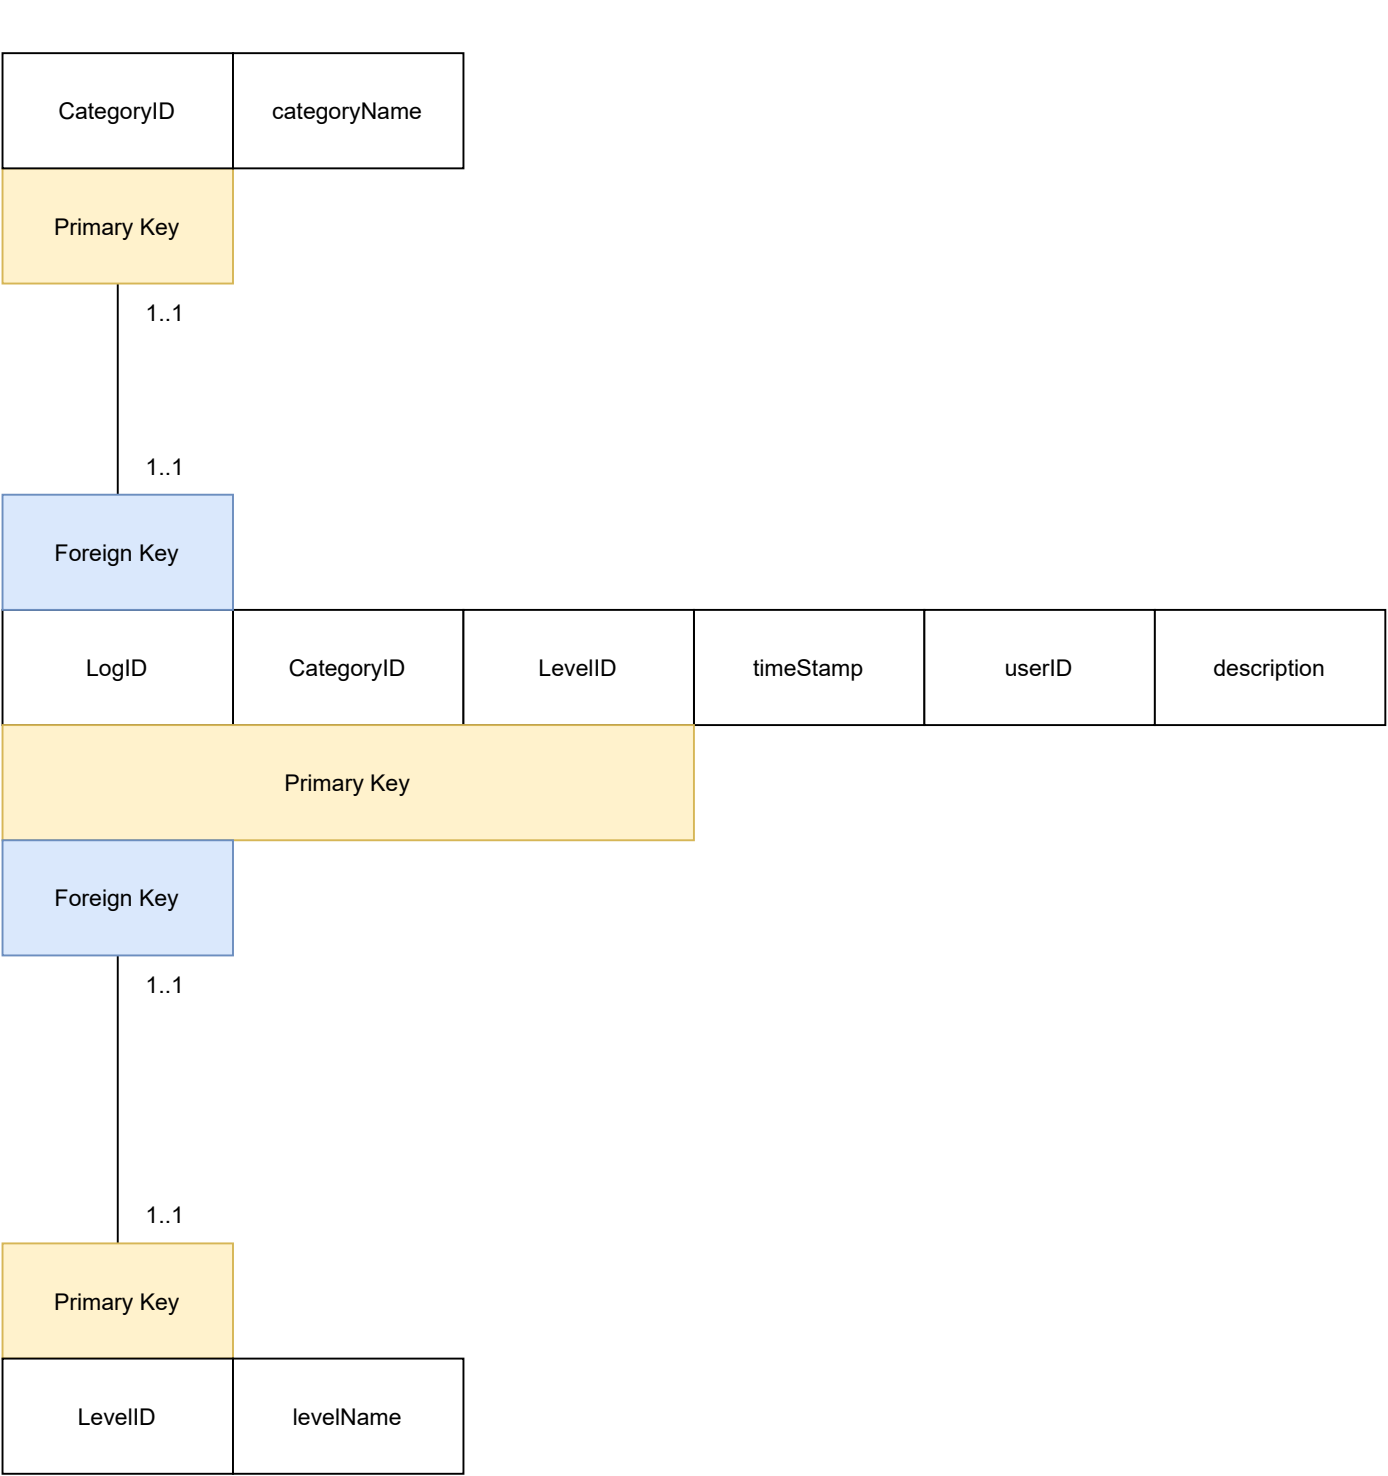 CategoryID categoryName
Primary Key
1..1
1..1
Foreign Key
LogID CategoryID LevelID timeStamp userID description
Primary Key
Foreign Key
1..1
1..1
Primary Key
LevelID levelName